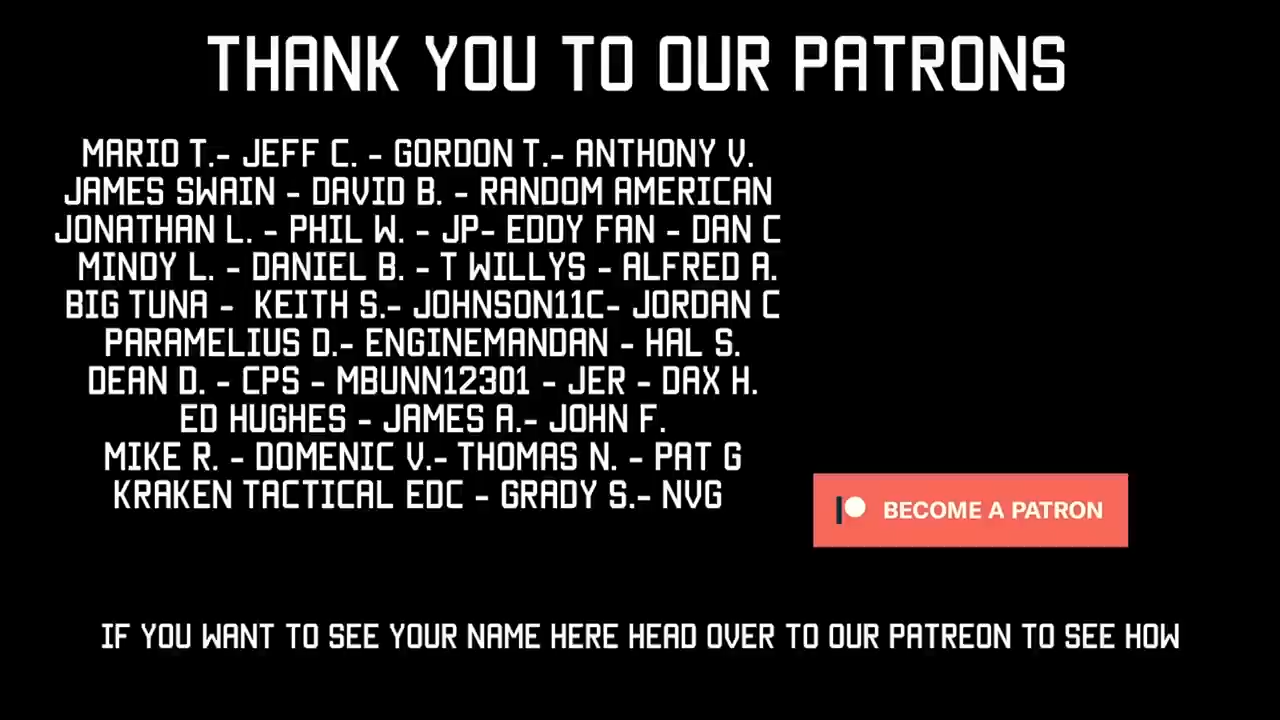 THANK YOU TO OUR PATRONS
MARIO T.- JEFF C. - GORDON T.- ANTHONY V.
JAMES SWAIN - DAVID B. - RANDOM AMERICAN
JONATHAN L. - PHIL W. - JP- EDDY FAN - DAN C
MINDY L. - DANIEL B. - T WILLYS - ALFRED A.
BIG TUNA -  KEITH S.- JOHNSON11C- JORDAN C
PARAMELIUS D.- ENGINEMANDAN - HAL S.
DEAN D. - CPS - MBUNN12301 - JER - DAX H.
ED HUGHES - JAMES A.- JOHN F.
MIKE R. - DOMENIC V.- THOMAS N. - PAT G
KRAKEN TACTICAL EDC - GRADY S.- NVG
BECOME A PATRON
IF YOU WANT TO SEE YOUR NAME HERE HEAD OVER TO OUR PATREON TO SEE HOW